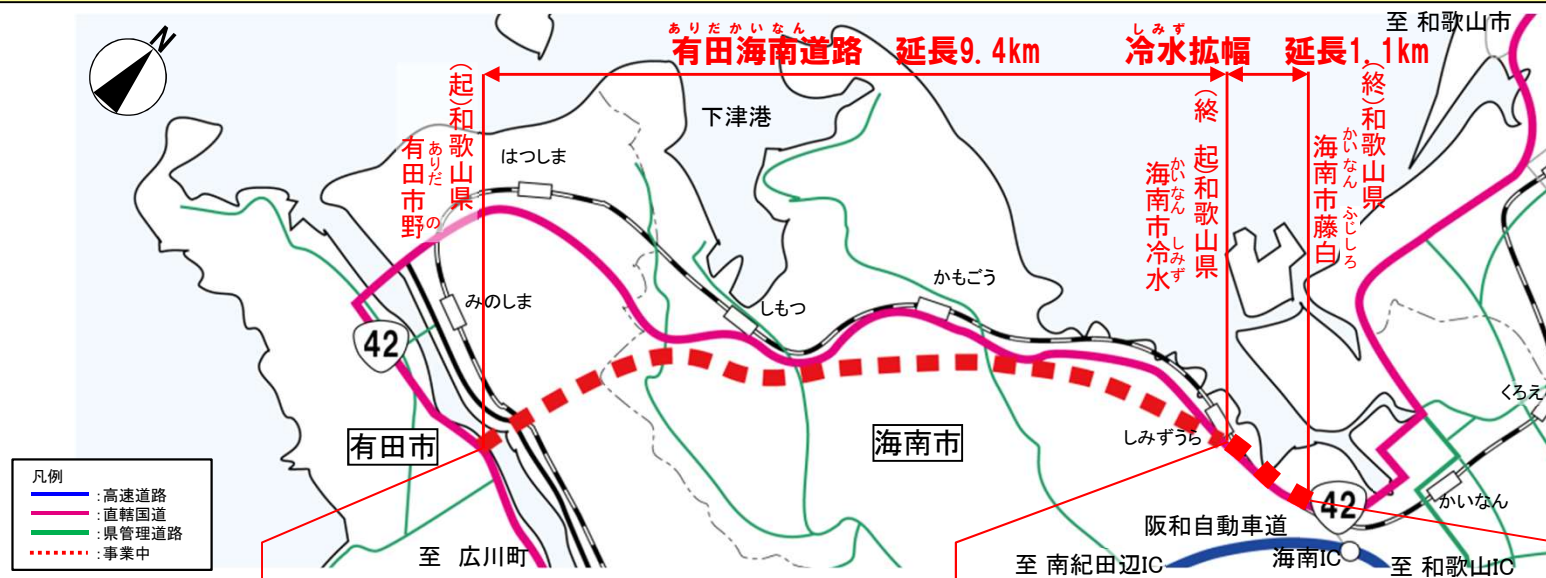 至 和歌山市
N
ありだかいなん
有田海南道路 延長9.4km
しみず
冷水拡幅 延長1.1km
(起)和歌山県
有田市野
ありだ の
(終 起)和歌山県
海南市冷水
かいなん しみず
(終)和歌山県
海南市藤白
かいなん ふじしろ
下津港
はつしま
みのしま
しもつ
かもごう
42
くろえ
有田市
海南市
しみずうら
かいなん
42
阪和自動車道
海南IC
至 広川町
至 南紀田辺IC
至 和歌山IC
凡例
:高速道路
:直轄国道
:県管理道路
:事業中